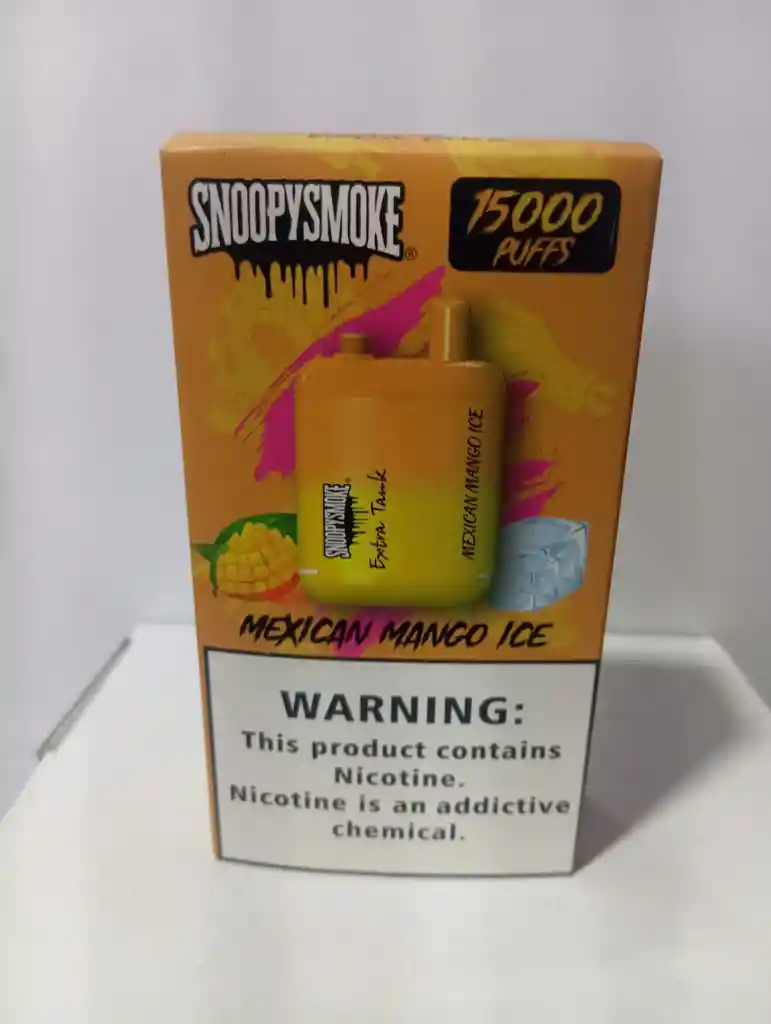 SNOOPYSMOKE®
15000
PUFFS
SNOOPYSMOKE®
Extra Tank
MEXICAN MANGO ICE
MEXICAN MANGO ICE
WARNING:
This product contains
Nicotine.
Nicotine is an addictive
chemical.